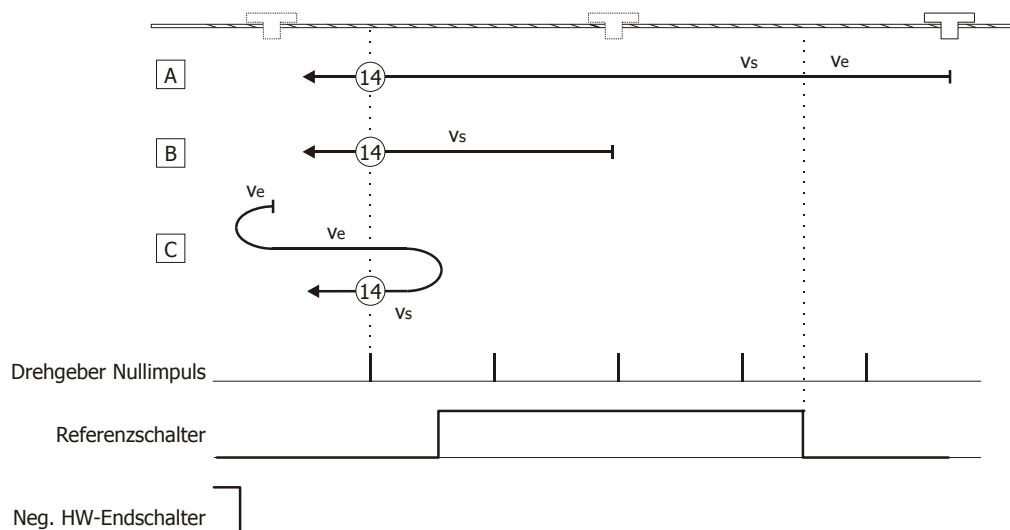 A
Vs
Ve
14
B
Vs
14
C
Ve
Ve
14
Vs
Drehgeber Nullimpuls
Referenzschalter
Neg. HW-Endschalter